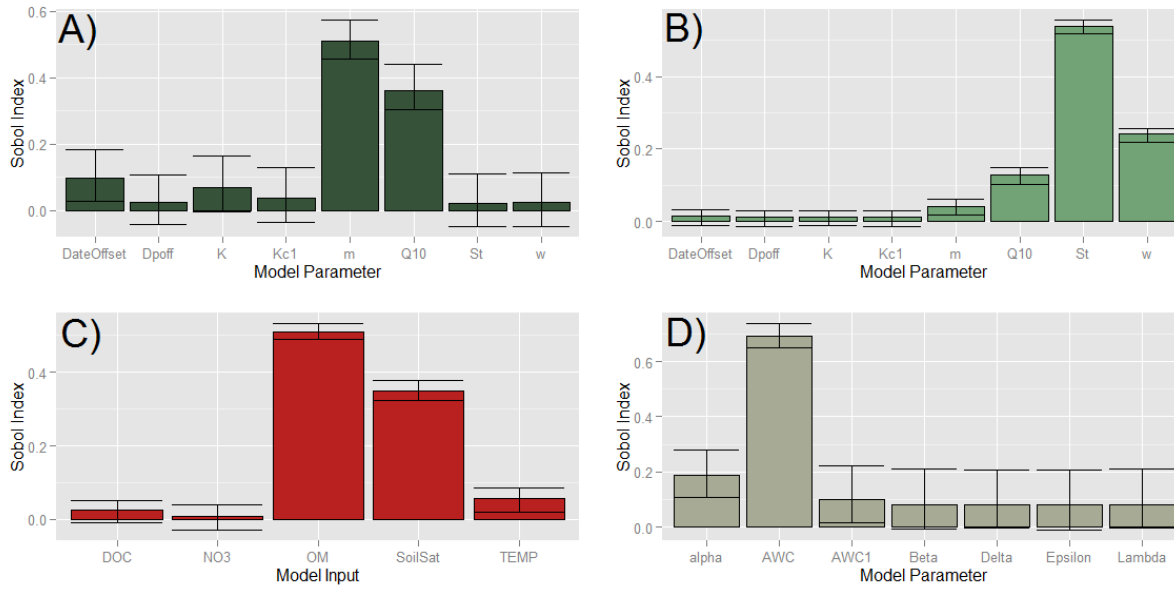 A)
Sobol Index
0.6
0.4
0.2
0.0
DateOffset Dpoff K Kc1 m Q10 St w
Model Parameter
B)
Sobol Index
0.4
0.2
0.0
DateOffset Dpoff K Kc1 m Q10 St w
Model Parameter
C)
Sobol Index
0.4
0.2
0.0
DOC NO3 OM SoilSat TEMP
Model Input
D)
Sobol Index
0.6
0.4
0.2
0.0
alpha AWC AWC1 Beta Delta Epsilon Lambda
Model Parameter